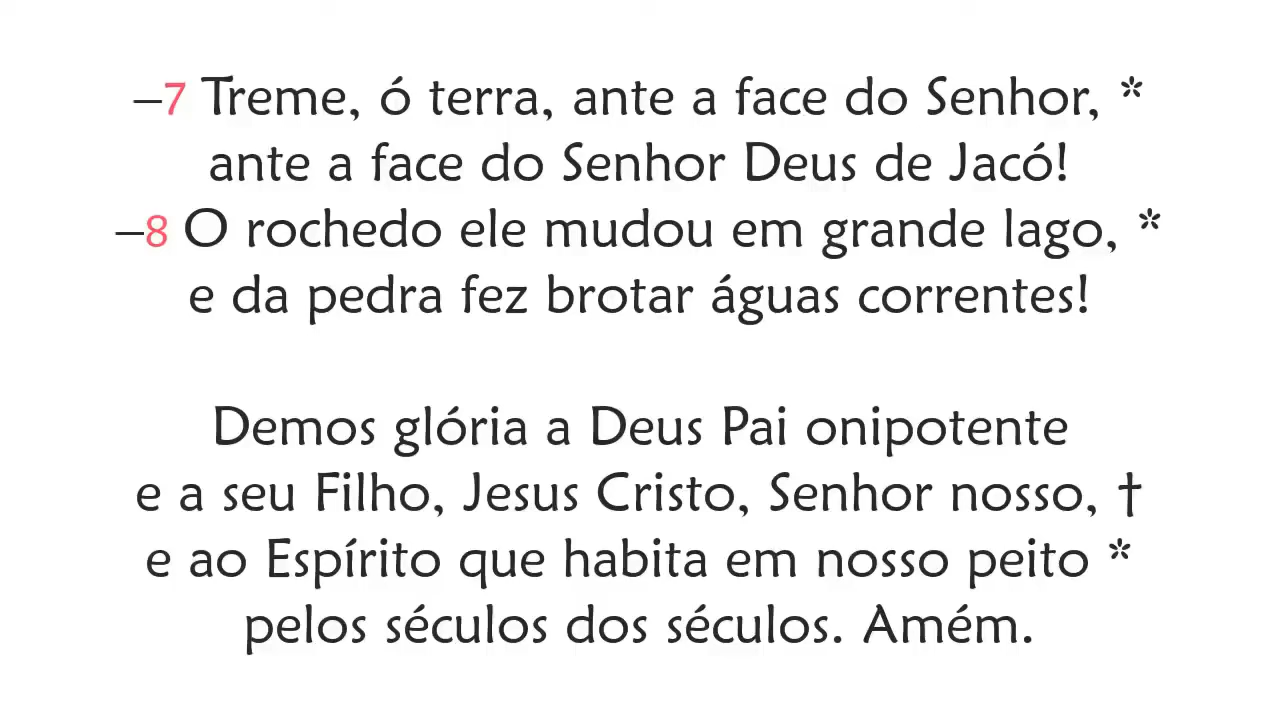 –7 Treme, ó terra, ante a face do Senhor, *
ante a face do Senhor Deus de Jacó!
–8 O rochedo ele mudou em grande lago, *
e da pedra fez brotar águas correntes!
Demos glória a Deus Pai onipotente
e a seu Filho, Jesus Cristo, Senhor nosso, †
e ao Espírito que habita em nosso peito *
pelos séculos dos séculos. Amém.